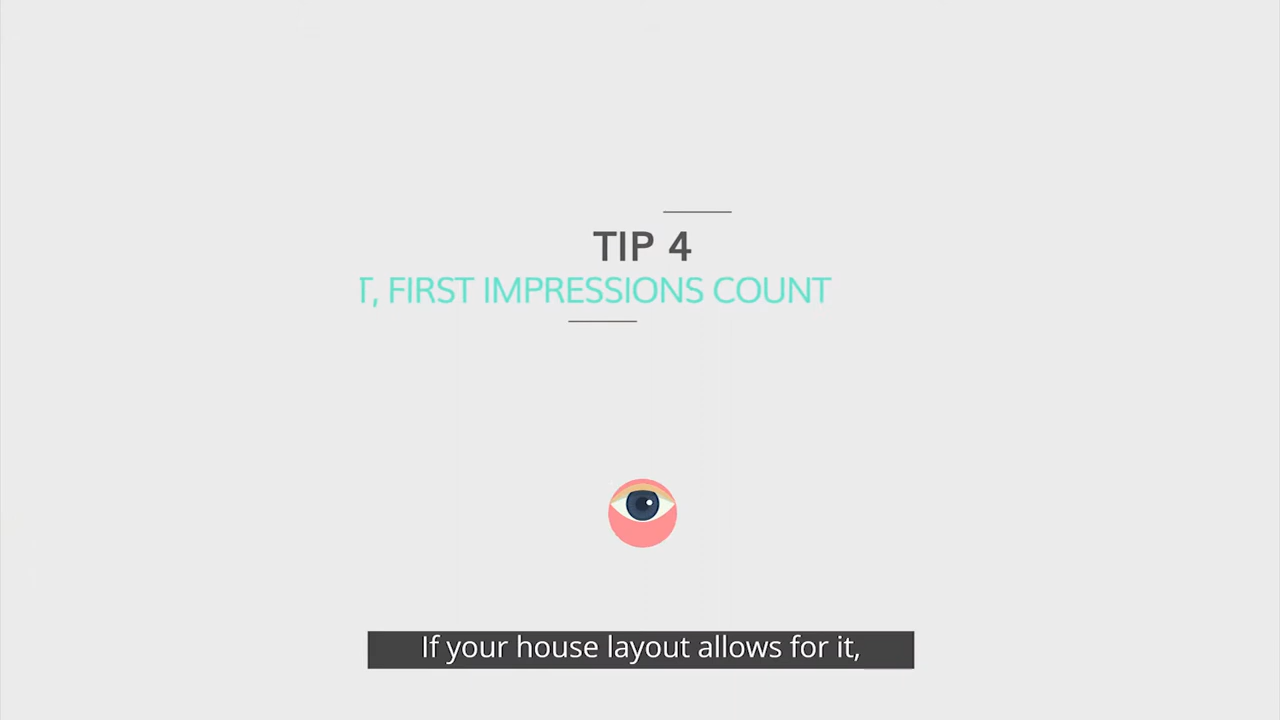 TIP 4
T, FIRST IMPRESSIONS COUNT
If your house layout allows for it,